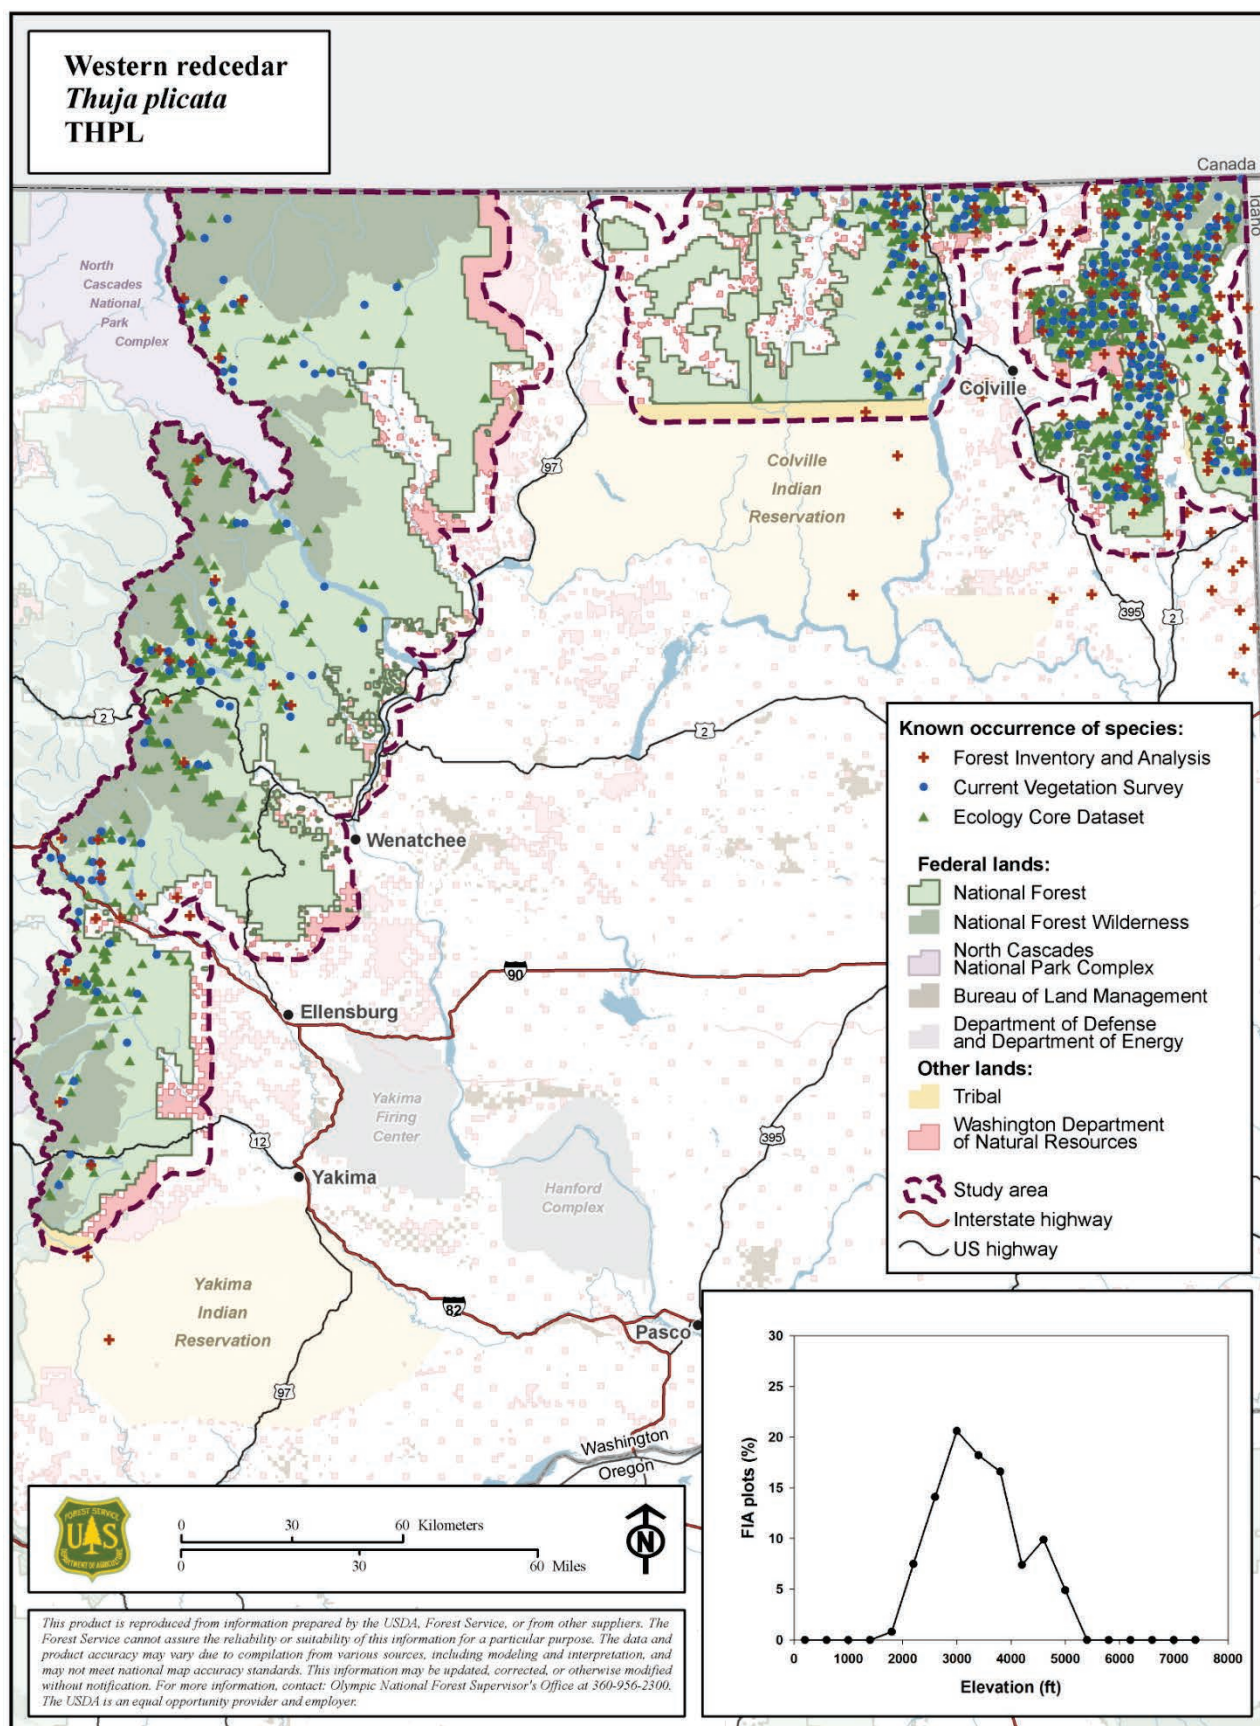 Western redcedar
Thuja plicata
THPL
Canada
Idaho
North
Cascades
National
Park
Complex
97
Colville
Colville
Indian
Reservation
395
2
2
2
Wenatchee
90
Ellensburg
Yakima
Firing
Center
395
12
Yakima
Hanford
Complex
Yakima
Indian
Reservation
82
Pasco
97
Washington
Oregon
Known occurrence of species:
Forest Inventory and Analysis
Current Vegetation Survey
Ecology Core Dataset
Federal lands:
National Forest
National Forest Wilderness
North Cascades
National Park Complex
Bureau of Land Management
Department of Defense
and Department of Energy
Other lands:
Tribal
Washington Department
of Natural Resources
Study area
Interstate highway
US highway
FOREST SERVICE
U S
DEPARTMENT OF AGRICULTURE
0 30 60 Kilometers
0 30 60 Miles
N
This product is reproduced from information prepared by the USDA, Forest Service, or from other suppliers. The
Forest Service cannot assure the reliability or suitability of this information for a particular purpose. The data and
product accuracy may vary due to compilation from various sources, including modeling and interpretation, and
may not meet national map accuracy standards. This information may be updated, corrected, or otherwise modified
without notification. For more information, contact: Olympic National Forest Supervisor's Office at 360-956-2300.
The USDA is an equal opportunity provider and employer.
30
25
20
15
10
5
0
FIA plots (%)
0 1000 2000 3000 4000 5000 6000 7000 8000
Elevation (ft)